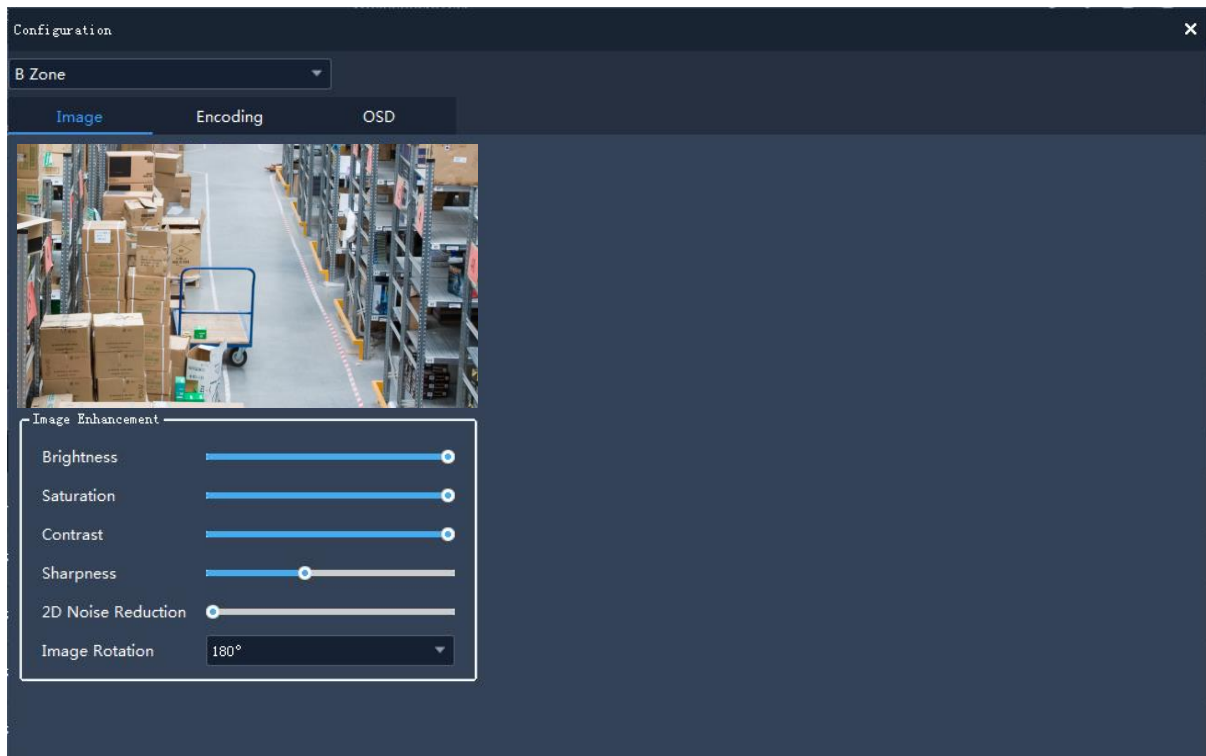 Configuration
B Zone
Image Encoding OSD
Image Enhancement
Brightness
Saturation
Contrast
Sharpness
2D Noise Reduction
Image Rotation 180°